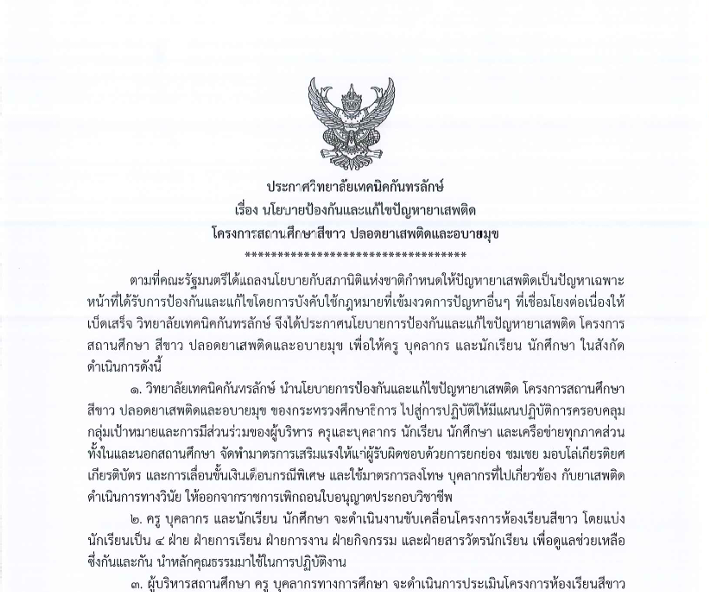 ประกาศวิทยาลัยเทคนิคกันทรลักษ์
เรื่อง นโยบายป้องกันและแก้ไขปัญหายาเสพติด
โครงการสถานศึกษาสีขาว ปลอดยาเสพติดและอบายมุข
**********************************
ตามที่คณะรัฐมนตรีได้แถลงนโยบายกับสภานิติแห่งชาติกำหนดให้ปัญหายาเสพติดเป็นปัญหาเฉพาะ
หน้าที่ได้รับการป้องกันและแก้ไขโดยการบังคับใช้กฎหมายที่เข้มงวดการปัญหาอื่นๆ ที่เชื่อมโยงต่อเนื่องให้
เบ็ดเสร็จ วิทยาลัยเทคนิคกันทรลักษ์ จึงได้ประกาศนโยบายการป้องกันและแก้ไขปัญหายาเสพติด โครงการ
สถานศึกษา สีขาว ปลอดยาเสพติดและอบายมุข เพื่อให้ครู บุคลากร และนักเรียน นักศึกษา ในสังกัด
ดำเนินการดังนี้
๑. วิทยาลัยเทคนิคกันทรลักษ์ นำนโยบายการป้องกันและแก้ไขปัญหายาเสพติด โครงการสถานศึกษา
สีขาว ปลอดยาเสพติดและอบายมุข ของกระทรวงศึกษาธิการ ไปสู่การปฏิบัติให้มีแผนปฏิบัติการครอบคลุม
กลุ่มเป้าหมายและการมีส่วนร่วมของผู้บริหาร ครุและบุคลากร นักเรียน นักศึกษา และเครือข่ายทุกภาคส่วน
ทั้งในและนอกสถานศึกษา จัดทำมาตรการเสริมแรงให้แก่ผู้รับผิดชอบด้วยการยกย่อง ชมเชย มอบโล่เกียรติยศ
เกียรติบัตร และการเลื่อนขั้นเงินเดือนกรณีพิเศษ และใช้มาตรการลงโทษ บุคลากรที่ไปเกี่ยวข้อง กับยาเสพติด
ดำเนินการทางวินัย ให้ออกจากราชการเพิกถอนใบอนุญาตประกอบวิชาชีพ
๒. ครู บุคลากร และนักเรียน นักศึกษา จะดำเนินงานขับเคลื่อนโครงการห้องเรียนสีขาว โดยแบ่ง
นักเรียนเป็น ๔ ฝ่าย ฝ่ายการเรียน ฝ่ายการงาน ฝ่ายกิจกรรม และฝ่ายสารวัตรนักเรียน เพื่อดูแลช่วยเหลือ
ซึ่งกันและกัน นำหลักคุณธรรมมาใช้ในการปฏิบัติงาน
๓. ผู้บริหารสถานศึกษา ครู บุคลากรทางการศึกษา จะดำเนินการประเมินโครงการห้องเรียนสีขาว